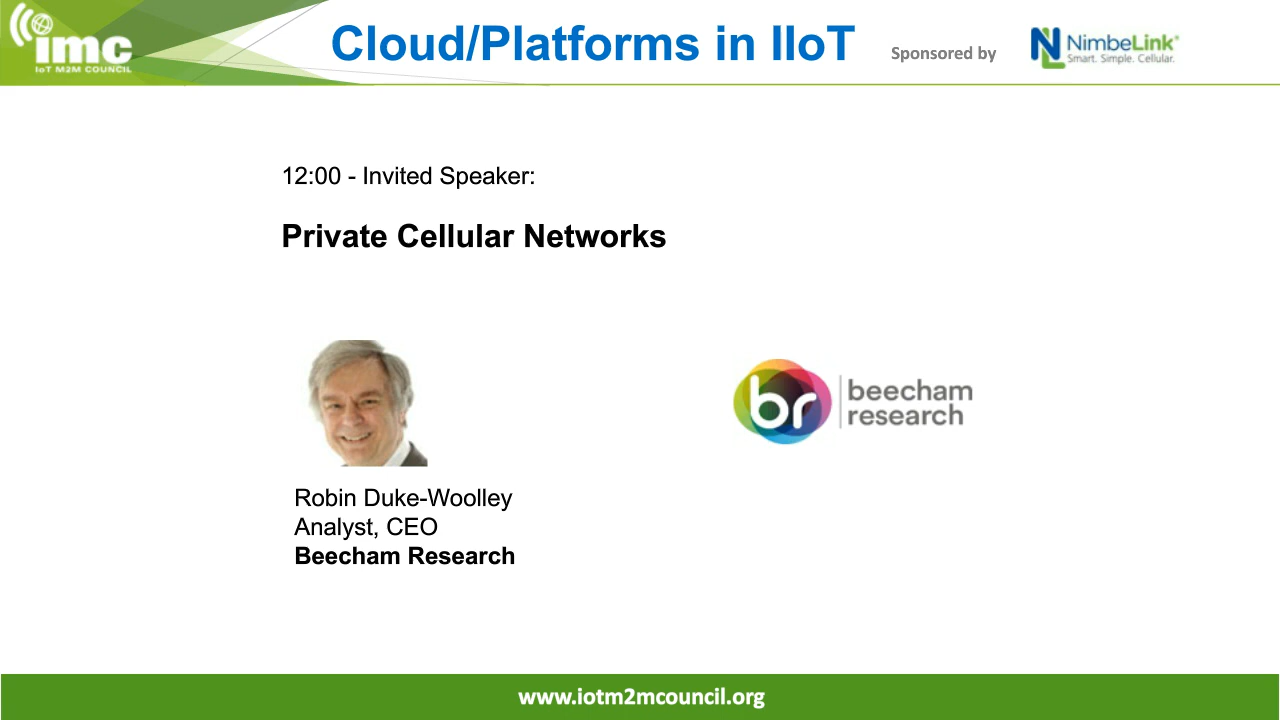 imc
IoT M2M COUNCIL
Cloud/Platforms in IIoT
Sponsored by
NimbeLink®
Smart. Simple. Cellular.
12:00 - Invited Speaker:
Private Cellular Networks
br
beecham
research
Robin Duke-Woolley
Analyst, CEO
Beecham Research
www.iotm2mcouncil.org